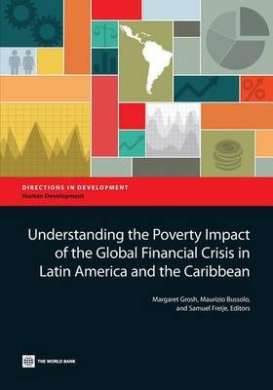 DIRECTIONS IN DEVELOPMENT
Human Development
Understanding the Poverty Impact
of the Global Financial Crisis in
Latin America and the Caribbean
Margaret Grosh, Maurizio Bussolo,
and Samuel Freije, Editors
THE WORLD BANK